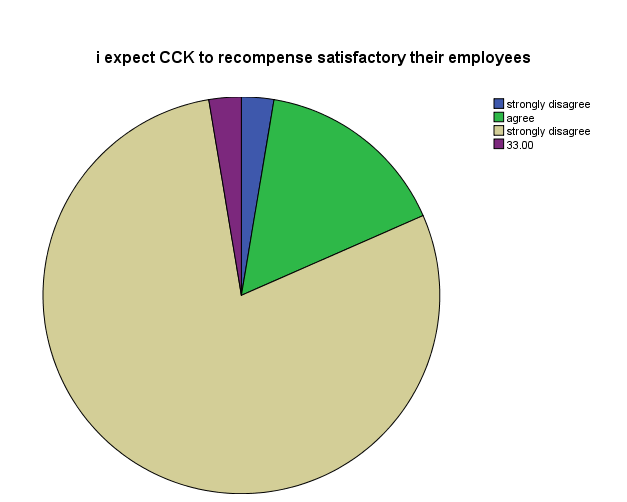 i expect CCK to recompense satisfactory their employees
strongly disagree
agree
strongly disagree
33.00